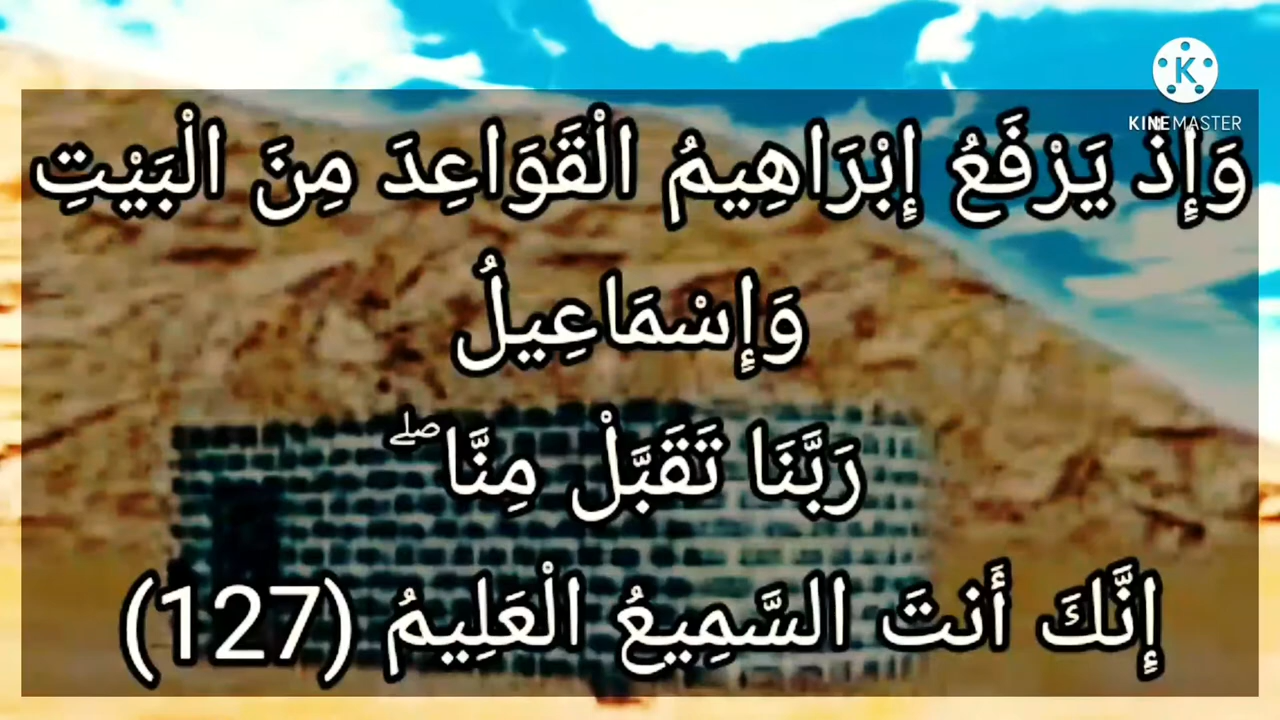 KINEMASTER
وَإِذْ يَرْفَعُ إِبْرَاهِيمُ الْقَوَاعِدَ مِنَ الْبَيْتِ
وَإِسْمَاعِيلُ
رَبَّنَا تَقَبَّلْ مِنَّا ۖ
إِنَّكَ أَنتَ السَّمِيعُ الْعَلِيمُ (127)